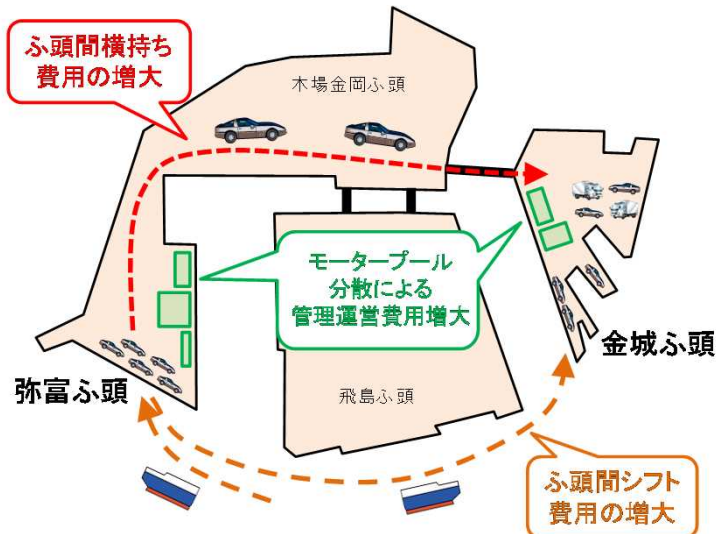 ふ頭間横持ち
費用の増大
木場金岡ふ頭
モータープール
分散による
管理運営費用増大
金城ふ頭
弥富ふ頭
飛島ふ頭
ふ頭間シフト
費用の増大